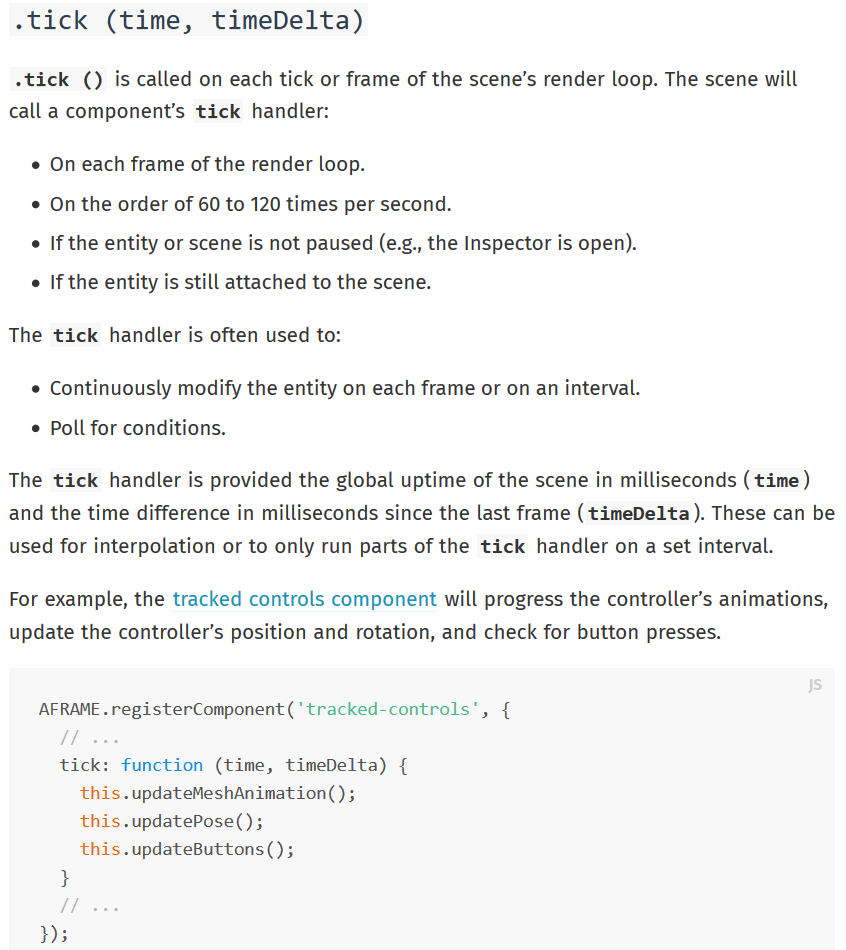 .tick (time, timeDelta)
.tick () is called on each tick or frame of the scene’s render loop. The scene will
call a component’s tick handler:
• On each frame of the render loop.
• On the order of 60 to 120 times per second.
• If the entity or scene is not paused (e.g., the Inspector is open).
• If the entity is still attached to the scene.
The tick handler is often used to:
• Continuously modify the entity on each frame or on an interval.
• Poll for conditions.
The tick handler is provided the global uptime of the scene in milliseconds (time)
and the time difference in milliseconds since the last frame (timeDelta). These can be
used for interpolation or to only run parts of the tick handler on a set interval.
For example, the tracked controls component will progress the controller’s animations,
update the controller’s position and rotation, and check for button presses.
JS
AFRAME.registerComponent('tracked-controls', {
  // ...
  tick: function (time, timeDelta) {
    this.updateMeshAnimation();
    this.updatePose();
    this.updateButtons();
  }
  // ...
});